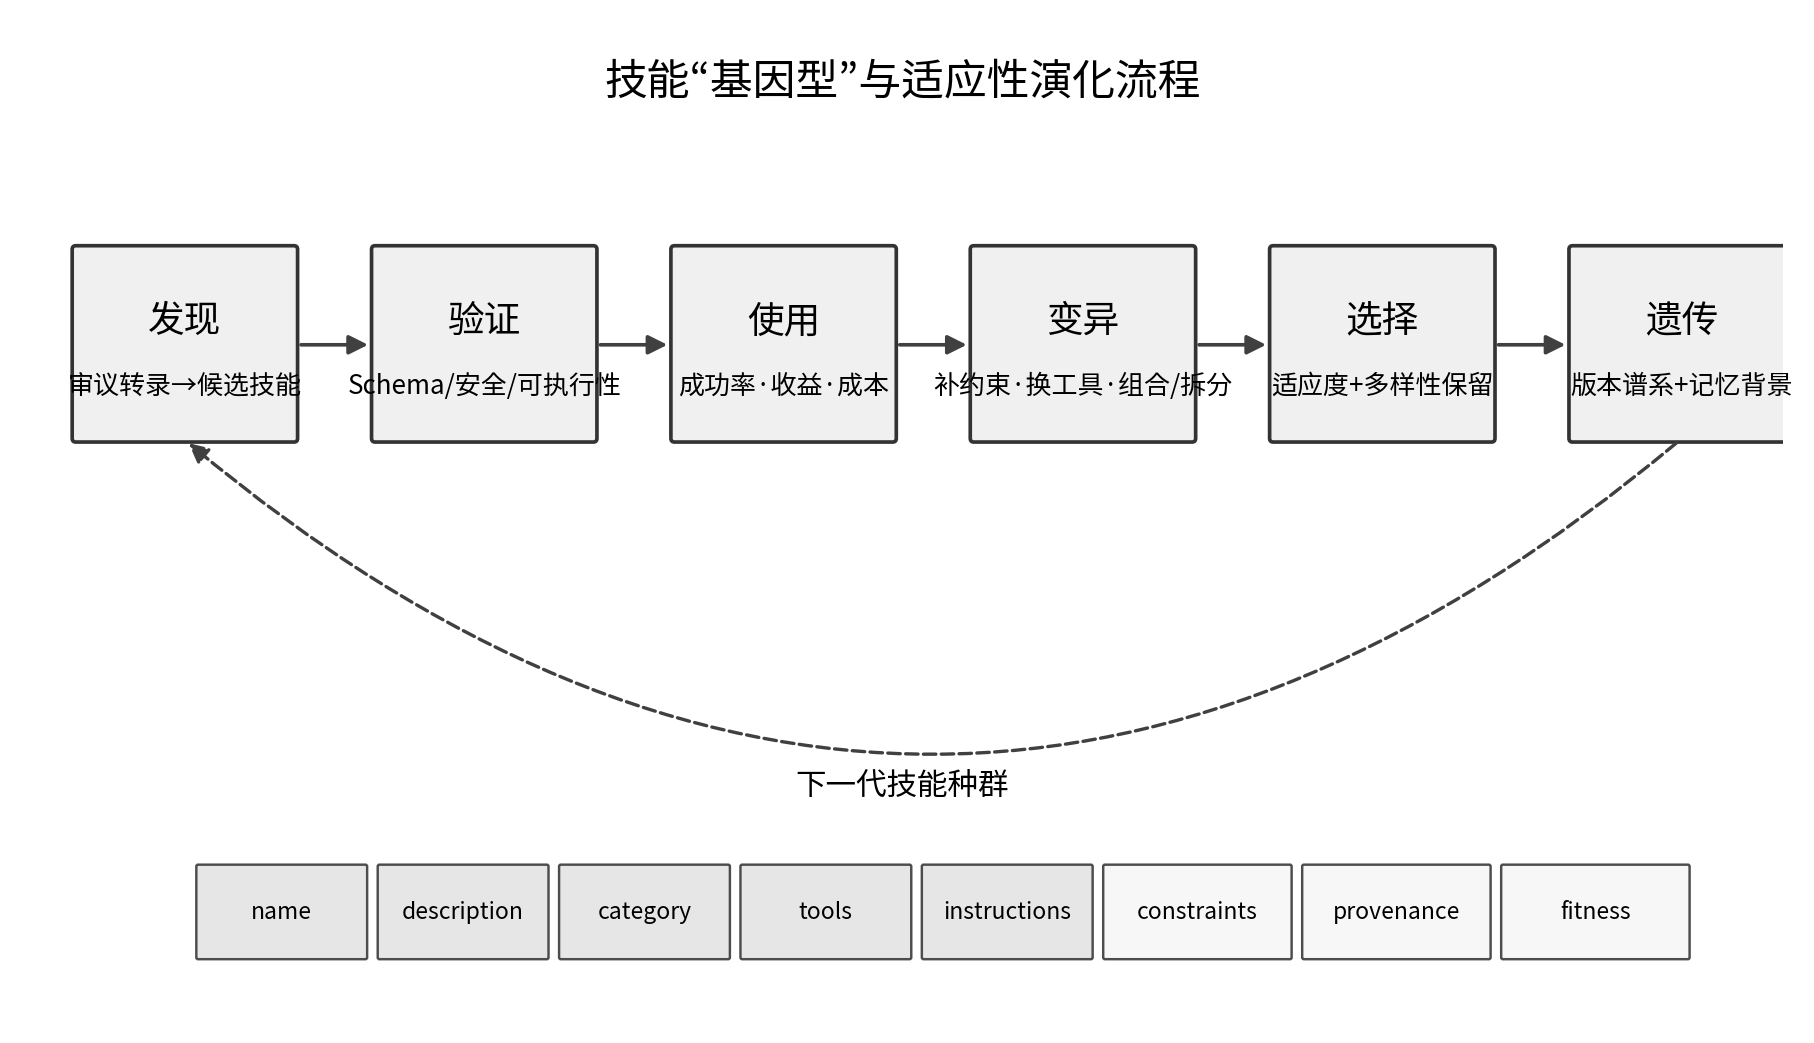 技能“基因型”与适应性演化流程
发现
审议转录→候选技能
验证
Schema/安全/可执行性
使用
成功率·收益·成本
变异
补约束·换工具·组合/拆分
选择
适应度+多样性保留
遗传
版本谱系+记忆背景
下一代技能种群
name
description
category
tools
instructions
constraints
provenance
fitness